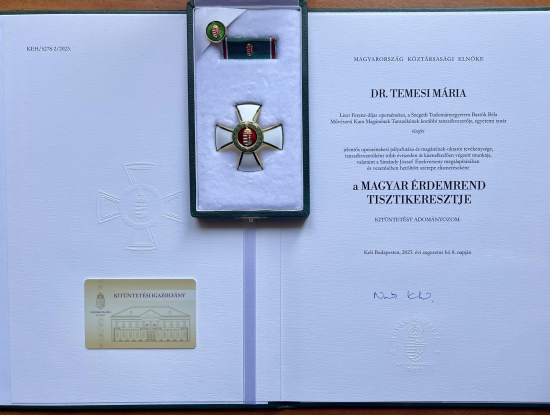 KEH/5278-2/2023.
KITÜNTETÉSI IGAZOLVÁNY
MAGYARORSZÁG KÖZTÁRSASÁGI ELNÖKE
DR. TEMESI MÁRIA
Liszt Ferenc-díjas operaénekes, a Szegedi Tudományegyetem Bartók Béla
Művészeti Kara Magánének Tanszékének korábbi tanszékvezetője, egyetemi tanár
részére
jelentős operaénekesi pályafutása és magánének-oktatói tevékenysége,
tanszékvezetőként több évtizeden át kiemelkedően végzett munkája,
valamint a Simándy József Énekverseny megalapításában
és vezetésében betöltött szerepe elismeréseként
a MAGYAR ÉRDEMREND
TISZTIKERESZTJE
KITÜNTETÉST ADOMÁNYOZOM.
Kelt Budapesten, 2023. évi augusztus hó 8. napján